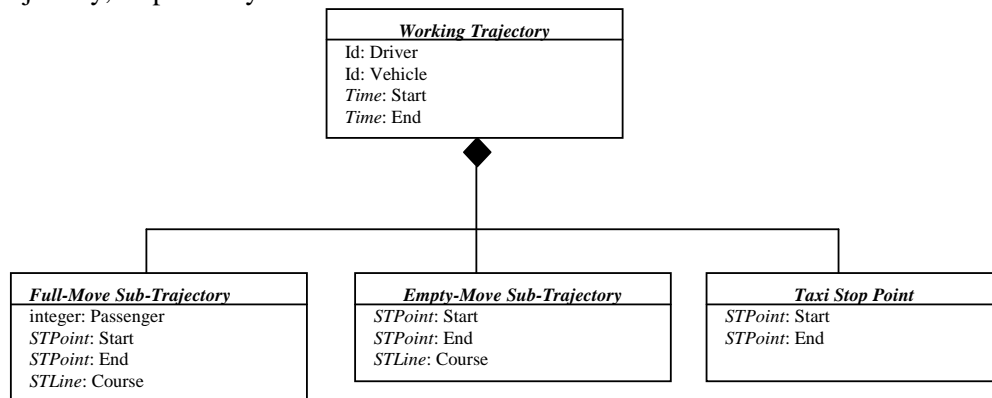 Working Trajectory
Id: Driver
Id: Vehicle
Time: Start
Time: End
Full-Move Sub-Trajectory
integer: Passenger
STPoint: Start
STPoint: End
STLine: Course
Empty-Move Sub-Trajectory
STPoint: Start
STPoint: End
STLine: Course
Taxi Stop Point
STPoint: Start
STPoint: End